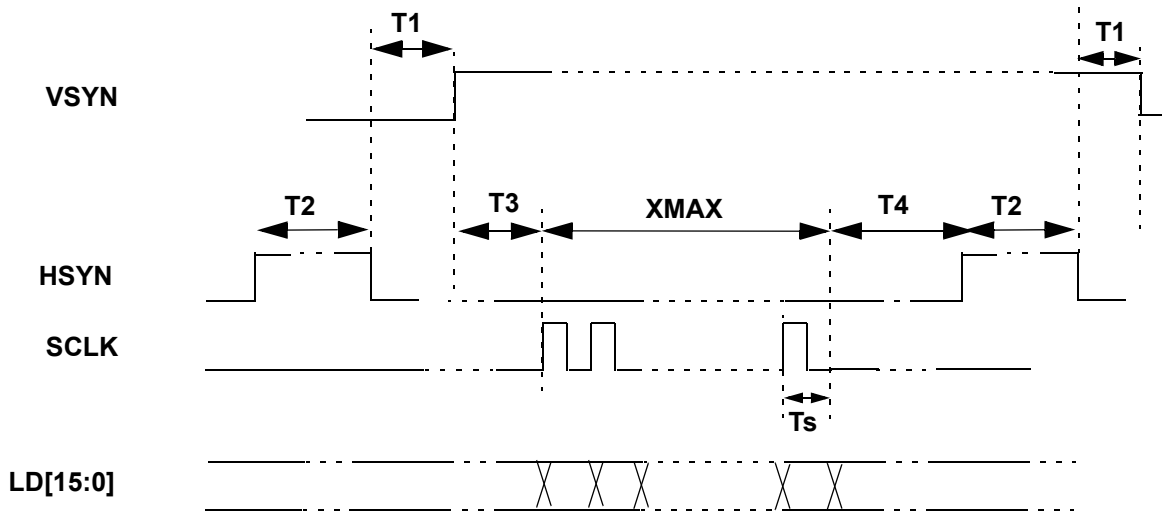 T1
T1
VSYN
T2
T3
XMAX
T4
T2
HSYN
SCLK
Ts
LD[15:0]